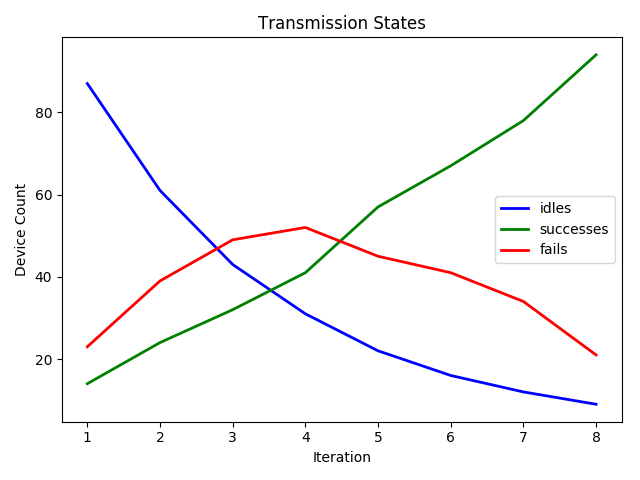 Transmission States
Device Count
80
60
40
20
idles
successes
fails
1 2 3 4 5 6 7 8
Iteration